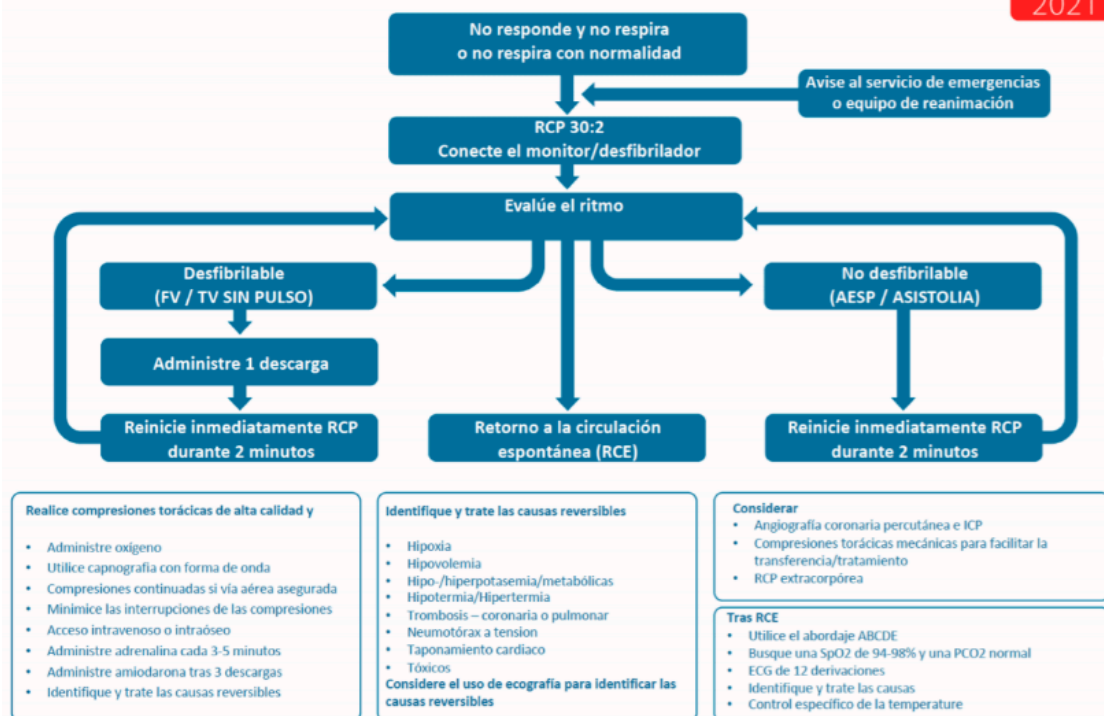 2021
No responde y no respira
o no respira con normalidad
Avise al servicio de emergencias
o equipo de reanimación
RCP 30:2
Conecte el monitor/desfibrilador
Evalúe el ritmo
Desfibrilable
(FV / TV SIN PULSO)
No desfibrilable
(AESP / ASISTOLIA)
Administre 1 descarga
Reinicie inmediatamente RCP
durante 2 minutos
Retorno a la circulación
espontánea (RCE)
Reinicie inmediatamente RCP
durante 2 minutos
Realice compresiones torácicas de alta calidad y
• Administre oxígeno
• Utilice capnografía con forma de onda
• Compresiones continuadas si vía aérea asegurada
• Minimice las interrupciones de las compresiones
• Acceso intravenoso o intraóseo
• Administre adrenalina cada 3-5 minutos
• Administre amiodarona tras 3 descargas
• Identifique y trate las causas reversibles
Identifique y trate las causas reversibles
• Hipoxia
• Hipovolemia
• Hipo-/hiperpotasemia/metabólicas
• Hipotermia/Hipertermia
• Trombosis – coronaria o pulmonar
• Neumotórax a tension
• Taponamiento cardiaco
• Tóxicos
Considere el uso de ecografía para identificar las
causas reversibles
Considerar
• Angiografía coronaria percutánea e ICP
• Compresiones torácicas mecánicas para facilitar la
transferencia/tratamiento
• RCP extracorpórea
Tras RCE
• Utilice el abordaje ABCDE
• Busque una SpO2 de 94-98% y una PCO2 normal
• ECG de 12 derivaciones
• Identifique y trate las causas
• Control específico de la temperature